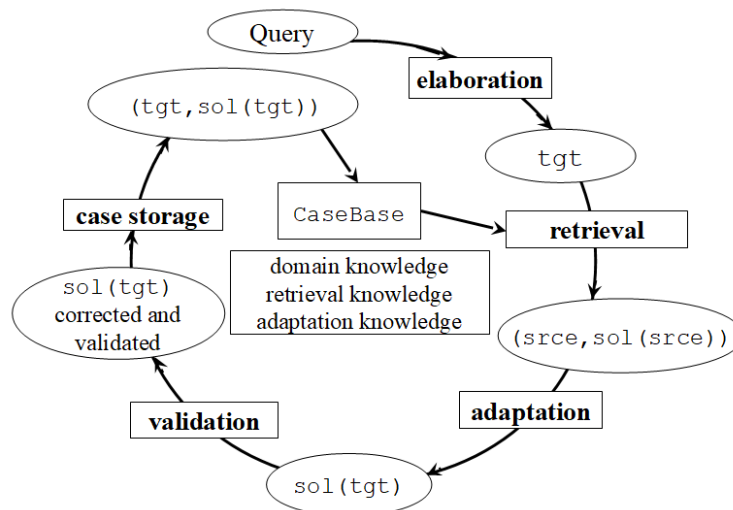 Query
elaboration
(tgt,sol(tgt))
tgt
case storage
CaseBase
retrieval
domain knowledge
retrieval knowledge
adaptation knowledge
sol(tgt)
corrected and
validated
(srce,sol(srce))
validation
adaptation
sol(tgt)